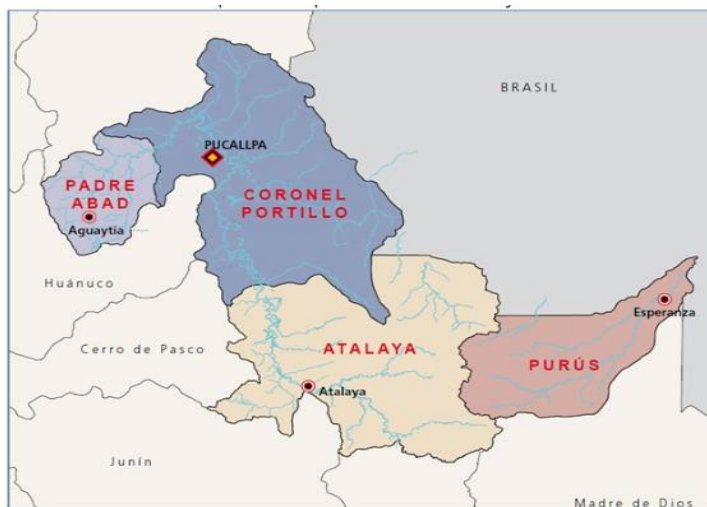 BRASIL
PUCALLPA
PADRE
ABAD
CORONEL
PORTILLO
Aguaytía
Huánuco
Esperanza
Cerro de Pasco
ATALAYA
PURÚS
Atalaya
Junín
Madre de Dios